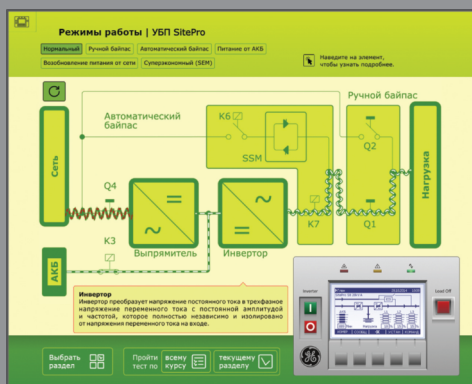 Режимы работы | УБП SitePro
Нормальный
Ручной байпас
Автоматический байпас
Питание от АКБ
Возобновление питания от сети
Суперэкономный (SEM)
Наведите на элемент,
чтобы узнать подробнее.
Ручной байпас
Автоматический
байпас
K6
SSM
Q2
Сеть
Q4
K3
Выпрямитель
Инвертор
K7
Q1
Нагрузка
АКБ
Инвертор
Инвертор преобразует напряжение постоянного тока в трехфазное
напряжение переменного тока с постоянной амплитудой
и частотой, которое полностью независимо и изолировано
от напряжения переменного тока на входе.
Inverter
Load Off
I
O
Выбрать
раздел
Пройти
тест по
всему
курсу
текущему
разделу